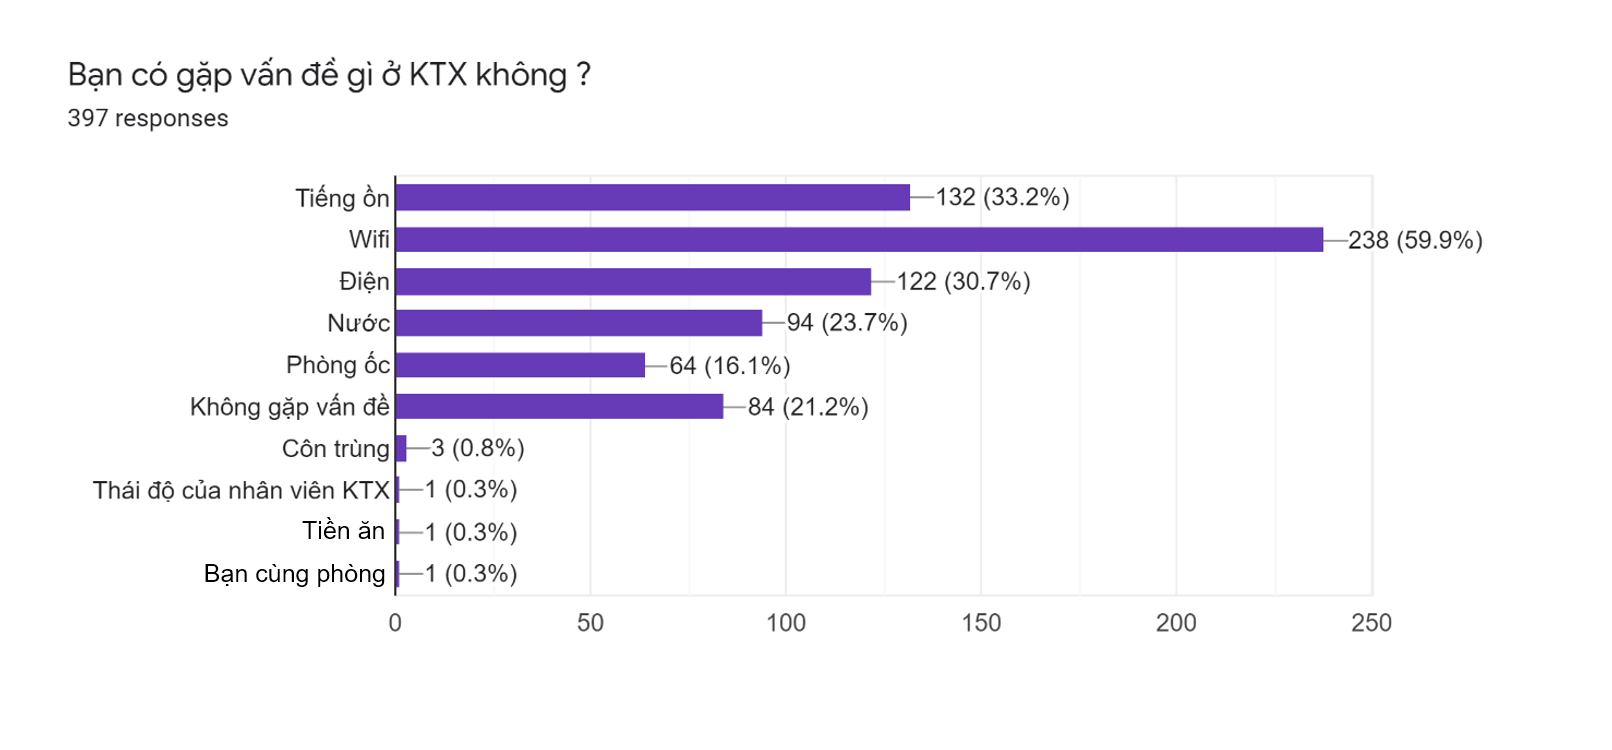 Bạn có gặp vấn đề gì ở KTX không ?
397 responses
Tiếng ồn 132 (33.2%)
Wifi 238 (59.9%)
Điện 122 (30.7%)
Nước 94 (23.7%)
Phòng ốc 64 (16.1%)
Không gặp vấn đề 84 (21.2%)
Côn trùng 3 (0.8%)
Thái độ của nhân viên KTX 1 (0.3%)
Tiền ăn 1 (0.3%)
Bạn cùng phòng 1 (0.3%)
0 50 100 150 200 250